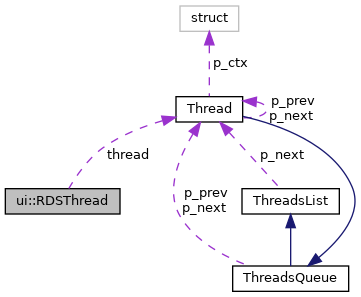 struct
p_ctx
Thread
p_prev
p_next
thread
p_next
p_prev
p_next
ui::RDSThread
ThreadsList
ThreadsQueue